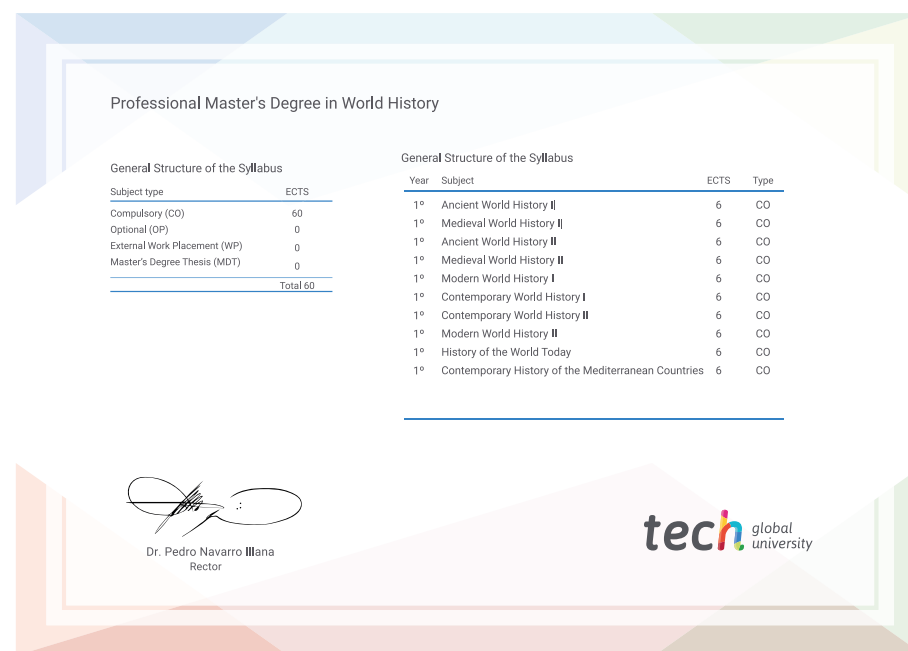 Professional Master's Degree in World History
General Structure of the Syllabus
Subject type ECTS
Compulsory (CO) 60
Optional (OP) 0
External Work Placement (WP) 0
Master's Degree Thesis (MDT) 0
Total 60
General Structure of the Syllabus
Year Subject ECTS Type
1º Ancient World History I 6 CO
1º Medieval World History I 6 CO
1º Ancient World History II 6 CO
1º Medieval World History II 6 CO
1º Modern World History I 6 CO
1º Contemporary World History I 6 CO
1º Contemporary World History II 6 CO
1º Modern World History II 6 CO
1º History of the World Today 6 CO
1º Contemporary History of the Mediterranean Countries 6 CO
Dr. Pedro Navarro Illana
Rector
tech global
university